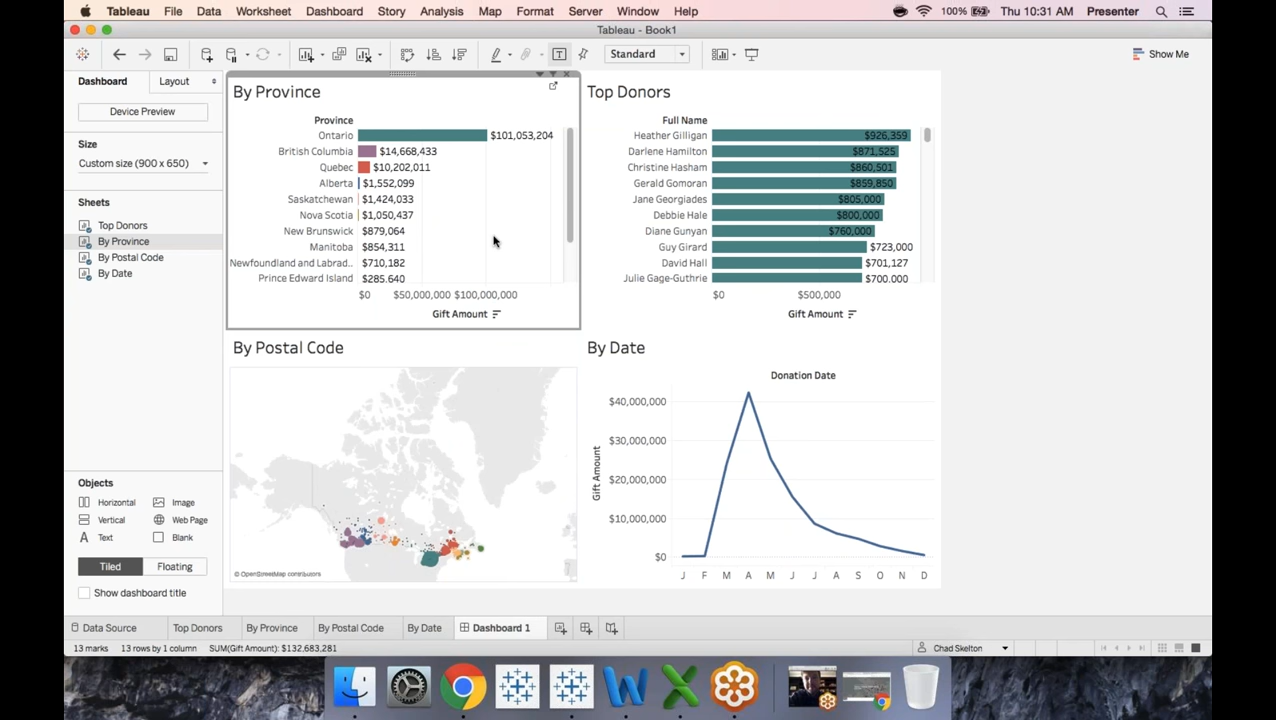 Tableau File Data Worksheet Dashboard Story Analysis Map Format Server Window Help 100% Thu 10:31 AM Presenter
Tableau - Book1
Standard
Show Me
Dashboard Layout
Device Preview
Size
Custom size (900 x 650)
Sheets
Top Donors
By Province
By Postal Code
By Date
Objects
Horizontal Image
Vertical Web Page
A Text Blank
Tiled Floating
Show dashboard title
By Province
Province
Ontario $101,053,204
British Columbia $14,668,433
Quebec $10,202,011
Alberta $1,552,099
Saskatchewan $1,424,033
Nova Scotia $1,050,437
New Brunswick $879,064
Manitoba $854,311
Newfoundland and Labrad.. $710,182
Prince Edward Island $285,640
$0 $50,000,000 $100,000,000
Gift Amount
Top Donors
Full Name
Heather Gilligan $926,359
Darlene Hamilton $871,525
Christine Hasham $860,501
Gerald Gomoran $859,850
Jane Georgiades $805,000
Debbie Hale $800,000
Diane Gunyan $760,000
Guy Girard $723,000
David Hall $701,127
Julie Gage-Guthrie $700,000
$0 $500,000
Gift Amount
By Postal Code
© OpenStreetMap contributors
By Date
Donation Date
Gift Amount
$40,000,000
$30,000,000
$20,000,000
$10,000,000
$0
J F M A M J J A S O N D
Data Source Top Donors By Province By Postal Code By Date Dashboard 1
13 marks 13 rows by 1 column SUM(Gift Amount): $132,683,281 Chad Skelton